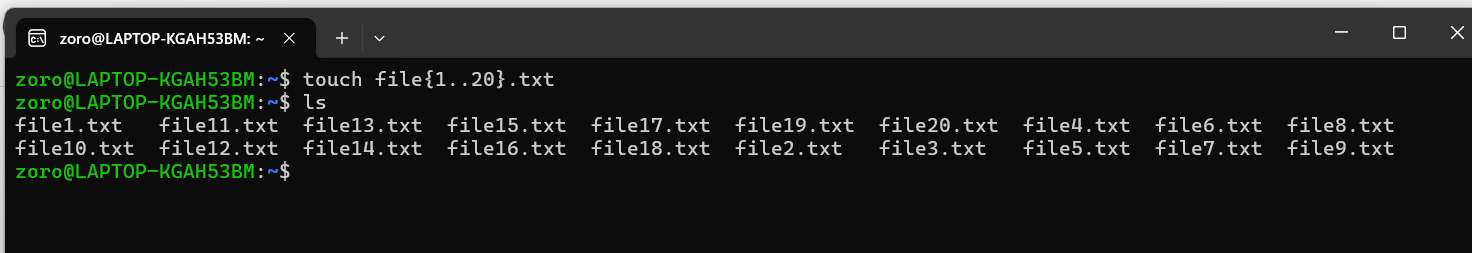 zoro@LAPTOP-KGAH53BM: ~
zoro@LAPTOP-KGAH53BM:~$ touch file{1..20}.txt
zoro@LAPTOP-KGAH53BM:~$ ls
file1.txt   file11.txt  file13.txt  file15.txt  file17.txt  file19.txt  file20.txt  file4.txt  file6.txt  file8.txt
file10.txt  file12.txt  file14.txt  file16.txt  file18.txt  file2.txt   file3.txt   file5.txt  file7.txt  file9.txt
zoro@LAPTOP-KGAH53BM:~$